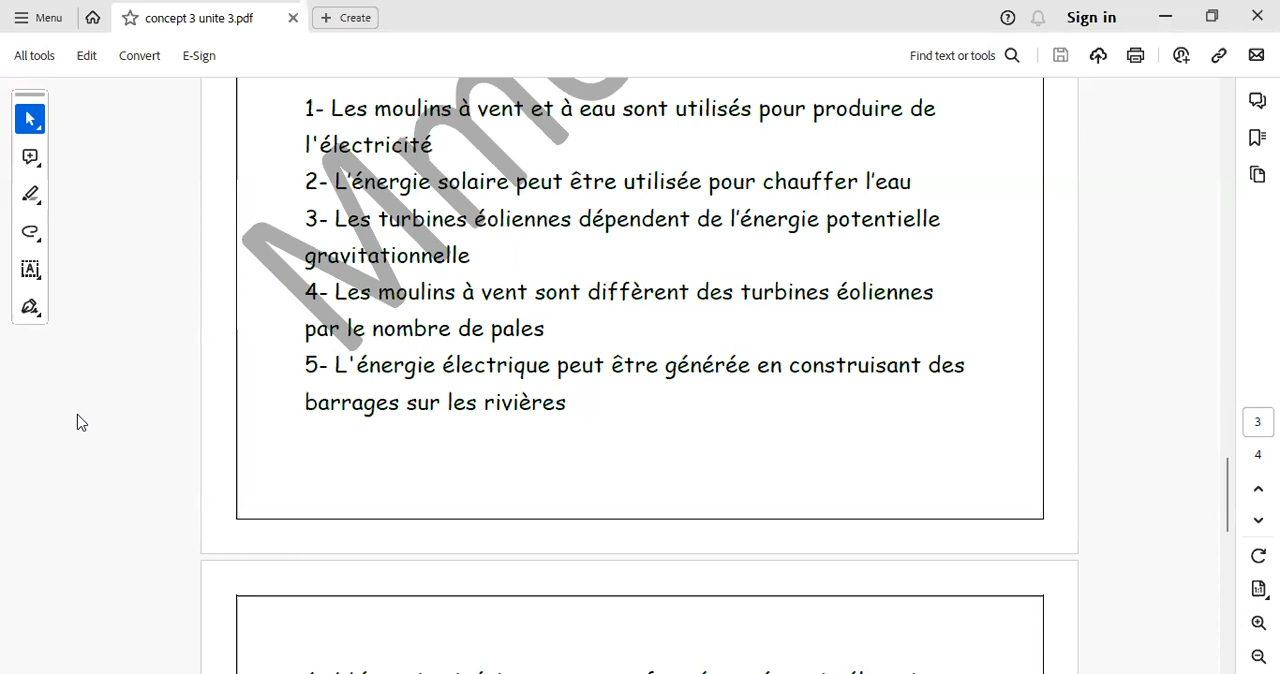 Menu
concept 3 unite 3.pdf
Create
Sign in
All tools
Edit
Convert
E-Sign
Find text or tools
1- Les moulins à vent et à eau sont utilisés pour produire de
l'électricité
2- L'énergie solaire peut être utilisée pour chauffer l'eau
3- Les turbines éoliennes dépendent de l'énergie potentielle
gravitationnelle
4- Les moulins à vent sont diffèrent des turbines éoliennes
par le nombre de pales
5- L'énergie électrique peut être générée en construisant des
barrages sur les rivières
3
4